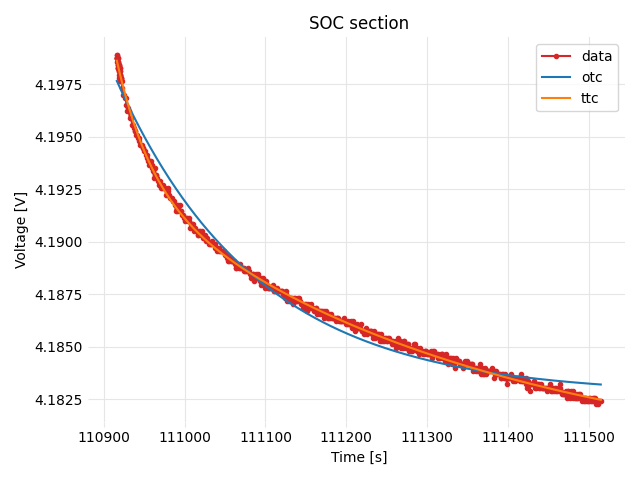 SOC section
data
otc
ttc
4.1975
4.1950
4.1925
4.1900
4.1875
4.1850
4.1825
Voltage [V]
110900 111000 111100 111200 111300 111400 111500
Time [s]